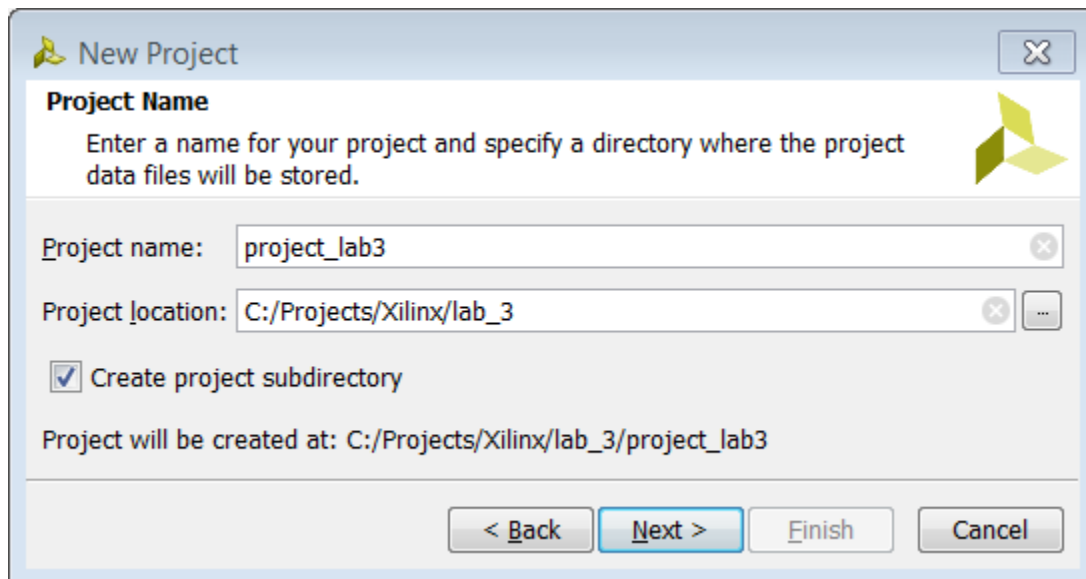 New Project
Project Name
Enter a name for your project and specify a directory where the project
data files will be stored.
Project name: project_lab3
Project location: C:/Projects/Xilinx/lab_3 ...
Create project subdirectory
Project will be created at: C:/Projects/Xilinx/lab_3/project_lab3
< Back Next > Finish Cancel